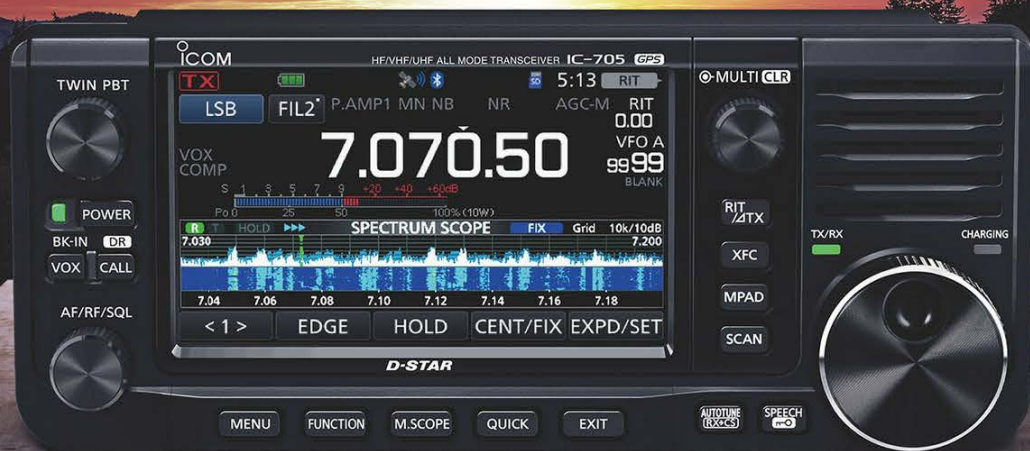 ICOM
HF/VHF/UHF ALL MODE TRANSCEIVER IC-705 GPS
TWIN PBT
MULTI CLR
TX 5:13 RIT
LSB FIL2 P.AMP1 MN NB NR AGC-M RIT
0.00
VFO A
VOX
COMP
7.070.50
9999
BLANK
S 1 3 5 7 9 +20 +40 +60dB
Po 0 25 50 100% (10W)
POWER
BK-IN DR
VOX CALL
AF/RF/SQL
R T HOLD SPECTRUM SCOPE FIX Grid 10k/10dB
7.030 7.200
7.04 7.06 7.08 7.10 7.12 7.14 7.16 7.18
< 1 > EDGE HOLD CENT/FIX EXPD/SET
D-STAR
RIT
/⊿TX
XFC
MPAD
SCAN
TX/RX CHARGING
MENU FUNCTION M.SCOPE QUICK EXIT
AUTOTUNE
RX➔CS
SPEECH